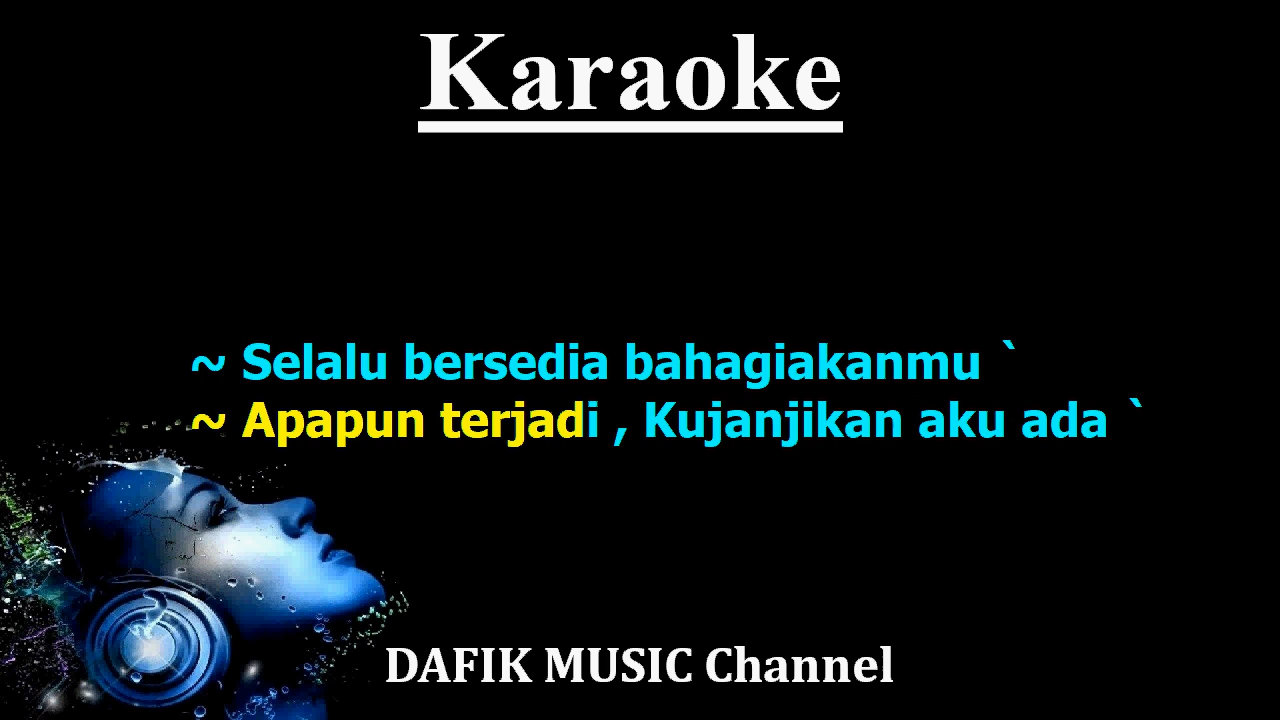 Karaoke
~ Selalu bersedia bahagiakanmu `
~ Apapun terjadi , Kujanjikan aku ada `
DAFIK MUSIC Channel